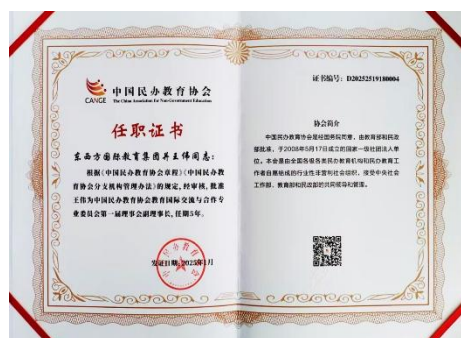 中国民办教育协会
CANGE The China Association for Non-Government Education
任职证书
东西方国际教育集团并王伟同志：
根据《中国民办教育协会章程》《中国民办教
育协会分支机构管理办法》的规定，经审核，批准
王伟为中国民办教育协会教育国际交流与合作专
业委员会第一届理事会副理事长，任期5年。
发证日期：2025年1月
证书编号：D20252519180004
协会简介
中国民办教育协会是经国务院同意，由教育部和民政
部批准，于2008年5月17日成立的国家一级社团法人单
位。本会是由全国各级各类民办教育机构和民办教育工
作者自愿结成的行业性非营利社会组织，接受中央社会
工作部、教育部和民政部的共同领导和管理。